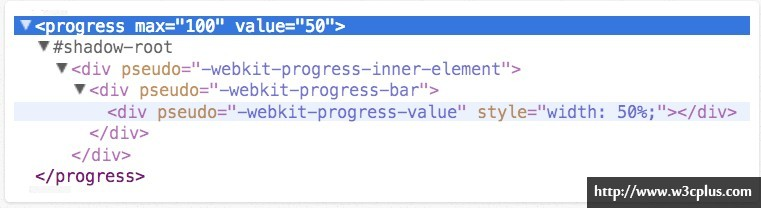 ▼<progress max="100" value="50">
▼#shadow-root
▼<div pseudo="-webkit-progress-inner-element">
▼<div pseudo="-webkit-progress-bar">
<div pseudo="-webkit-progress-value" style="width: 50%;"></div>
</div>
</div>
</progress>
http://www.w3cplus.com